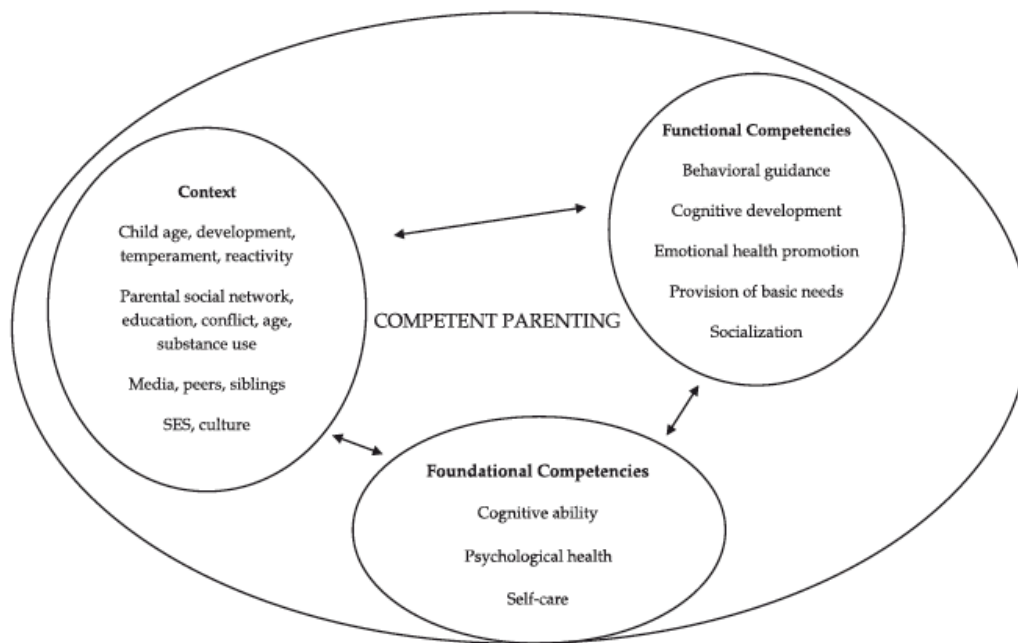 Context
Child age, development,
temperament, reactivity
Parental social network,
education, conflict, age,
substance use
Media, peers, siblings
SES, culture
COMPETENT PARENTING
Functional Competencies
Behavioral guidance
Cognitive development
Emotional health promotion
Provision of basic needs
Socialization
Foundational Competencies
Cognitive ability
Psychological health
Self-care